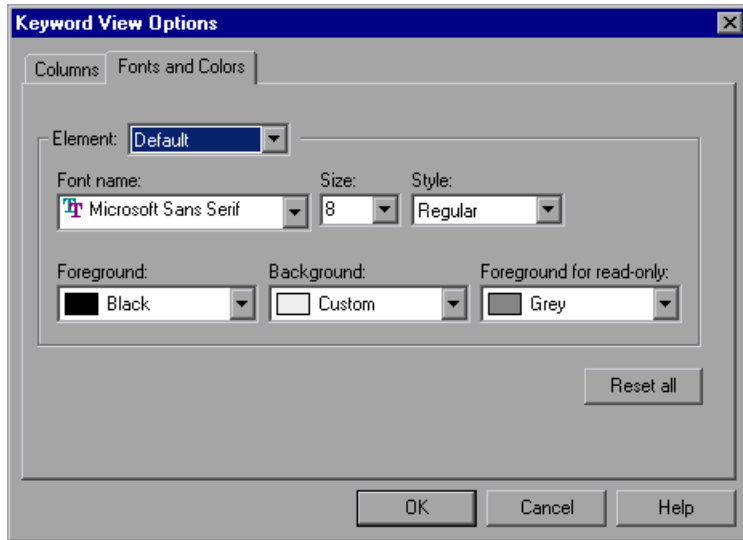 Keyword View Options
Columns Fonts and Colors
Element: Default
Font name: Size: Style:
Microsoft Sans Serif 8 Regular
Foreground: Background: Foreground for read-only:
Black Custom Grey
Reset all
OK Cancel Help